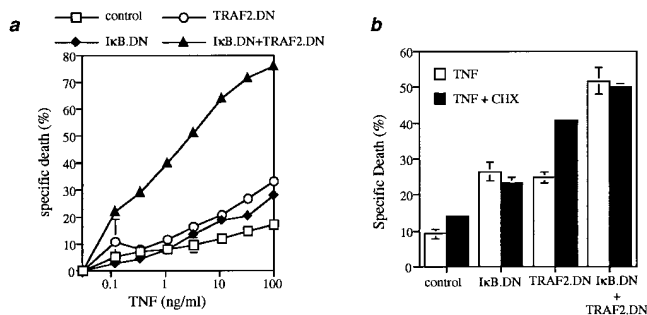 a
control
TRAF2.DN
IκB.DN
IκB.DN+TRAF2.DN
specific death (%)
80
70
60
50
40
30
20
10
0
0.1
1
10
100
TNF (ng/ml)
b
TNF
TNF + CHX
Specific Death (%)
60
50
40
30
20
10
0
control
IκB.DN
TRAF2.DN
IκB.DN
+
TRAF2.DN